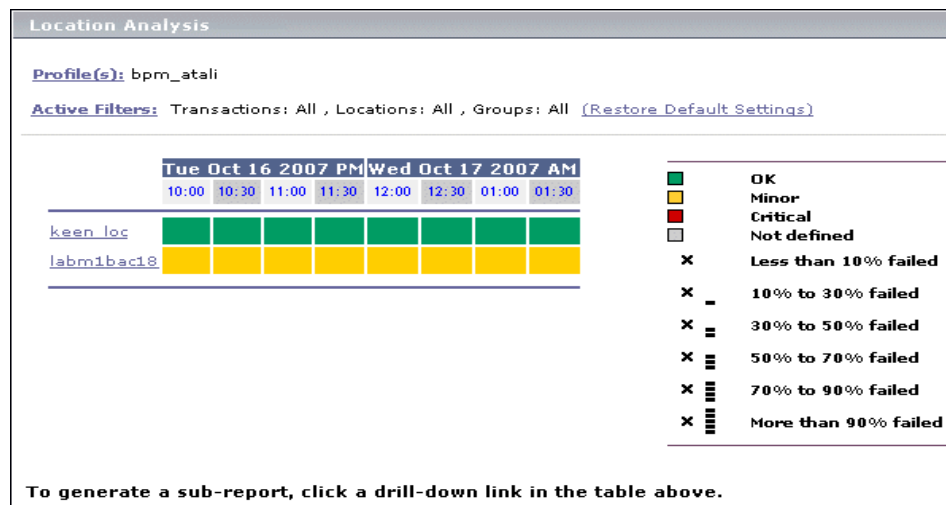 Location Analysis
Profile(s): bpm_atali
Active Filters: Transactions: All , Locations: All , Groups: All (Restore Default Settings)
Tue Oct 16 2007 PM Wed Oct 17 2007 AM
10:00 10:30 11:00 11:30 12:00 12:30 01:00 01:30
keen_loc
labm1bac18
OK
Minor
Critical
Not defined
Less than 10% failed
10% to 30% failed
30% to 50% failed
50% to 70% failed
70% to 90% failed
More than 90% failed
To generate a sub-report, click a drill-down link in the table above.